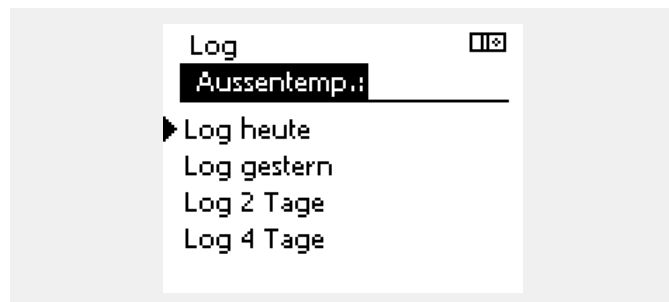 Log
Aussentemp.:
Log heute
Log gestern
Log 2 Tage
Log 4 Tage